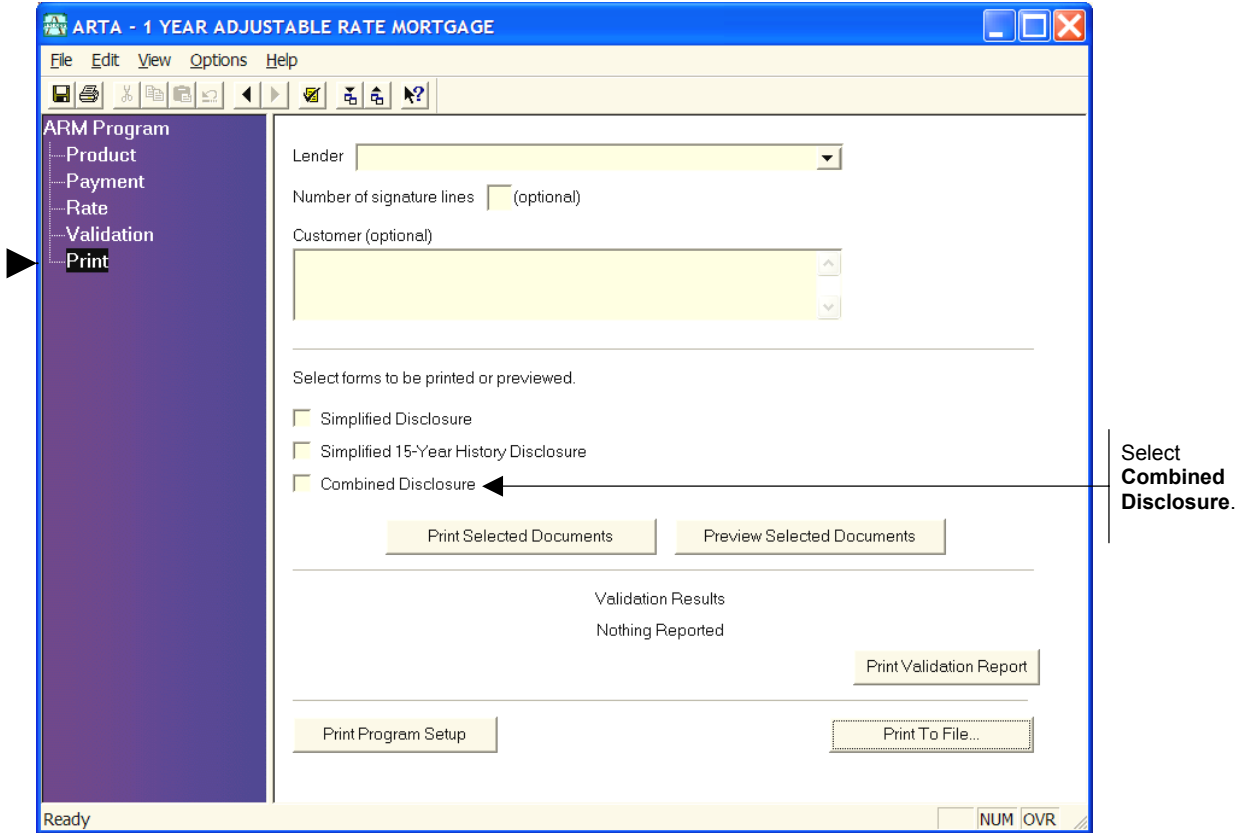 ARTA - 1 YEAR ADJUSTABLE RATE MORTGAGE
File Edit View Options Help
ARM Program
Product
Payment
Rate
Validation
Print
Lender
Number of signature lines (optional)
Customer (optional)
Select forms to be printed or previewed.
Simplified Disclosure
Simplified 15-Year History Disclosure
Combined Disclosure
Select
Combined
Disclosure.
Print Selected Documents Preview Selected Documents
Validation Results
Nothing Reported
Print Validation Report
Print Program Setup Print To File...
Ready NUM OVR